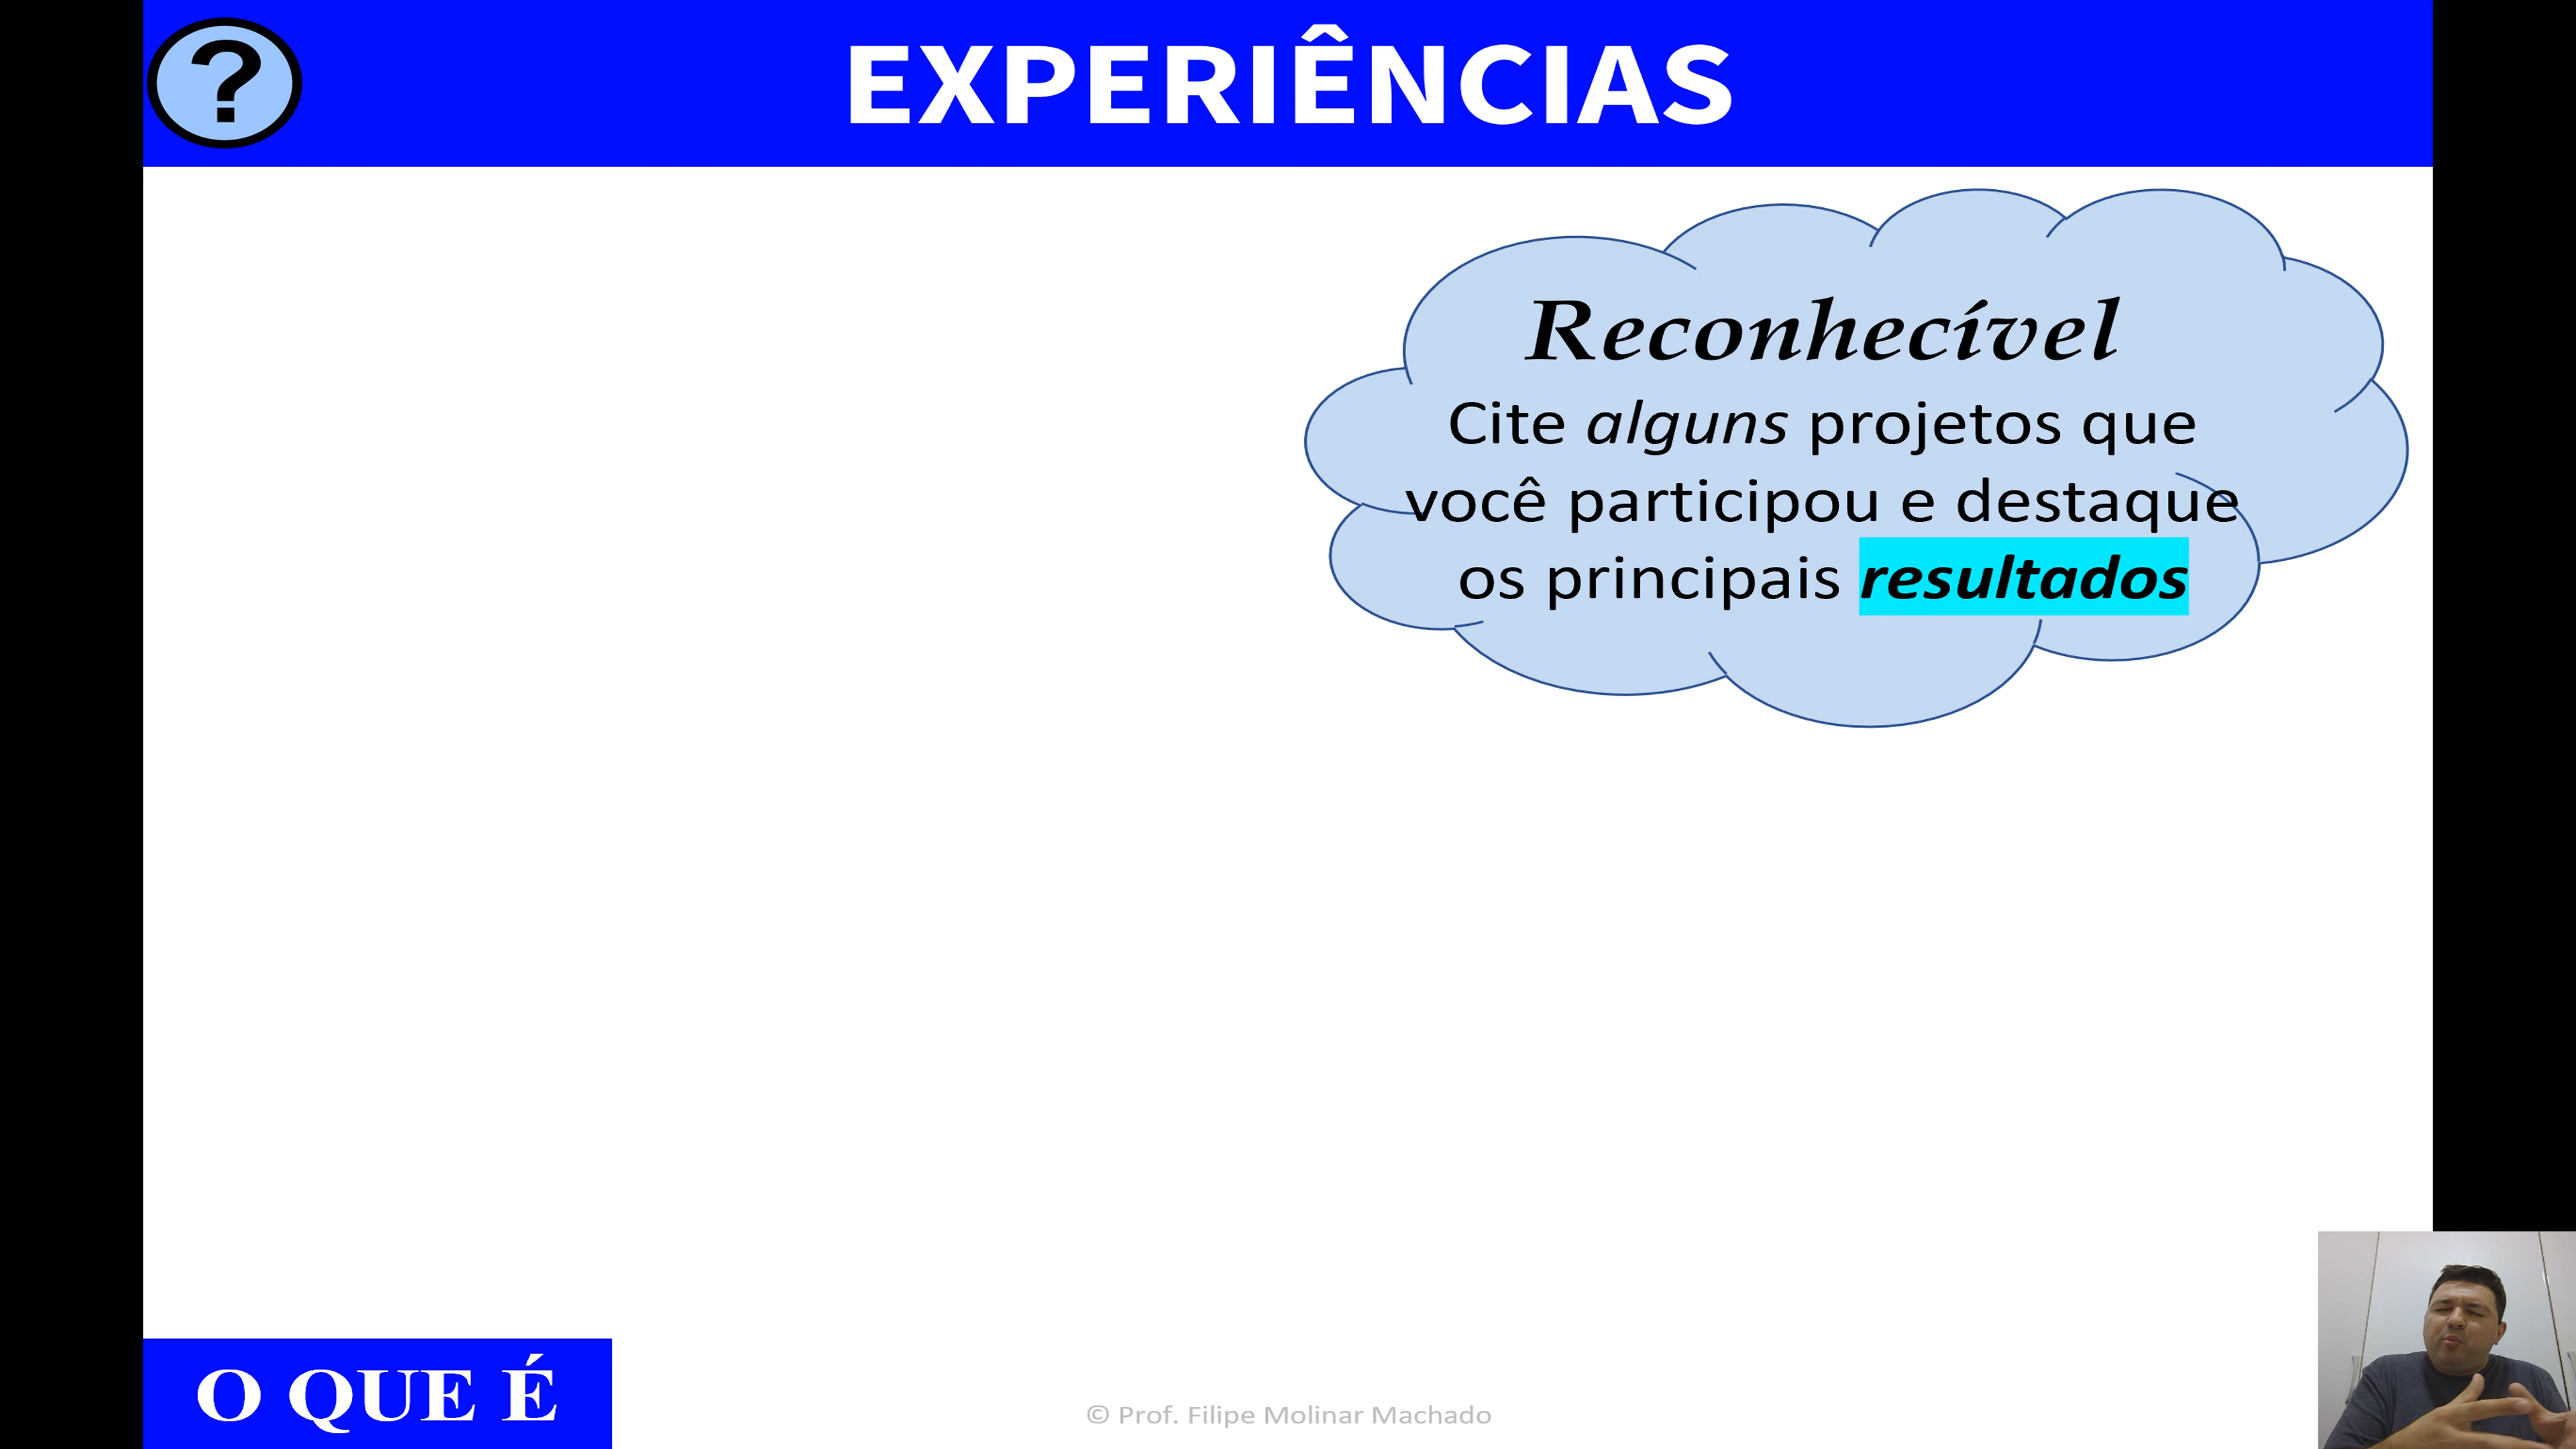 ?
EXPERIÊNCIAS
Reconhecível
Cite alguns projetos que
você participou e destaque
os principais resultados
O QUE É
© Prof. Filipe Molinar Machado